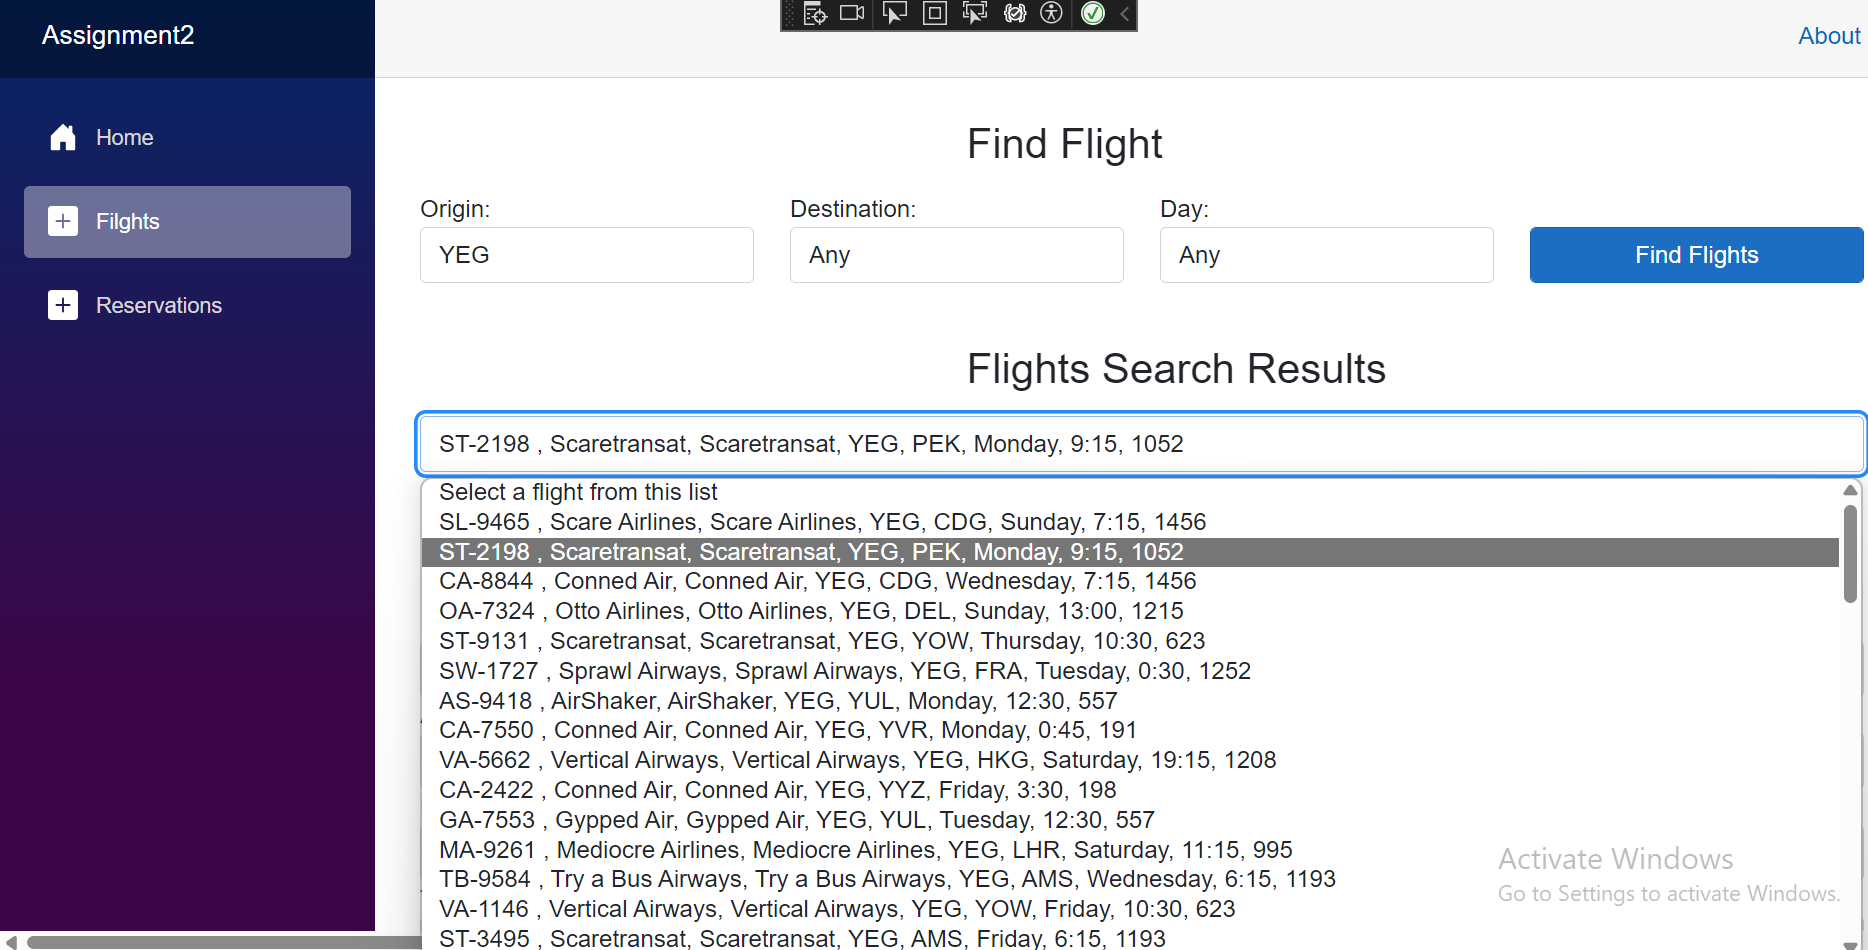 Assignment2
About
Home
Filghts
Reservations
Find Flight
Origin:
Destination:
Day:
YEG
Any
Any
Find Flights
Flights Search Results
ST-2198 , Scaretransat, Scaretransat, YEG, PEK, Monday, 9:15, 1052
Select a flight from this list
SL-9465 , Scare Airlines, Scare Airlines, YEG, CDG, Sunday, 7:15, 1456
ST-2198 , Scaretransat, Scaretransat, YEG, PEK, Monday, 9:15, 1052
CA-8844 , Conned Air, Conned Air, YEG, CDG, Wednesday, 7:15, 1456
OA-7324 , Otto Airlines, Otto Airlines, YEG, DEL, Sunday, 13:00, 1215
ST-9131 , Scaretransat, Scaretransat, YEG, YOW, Thursday, 10:30, 623
SW-1727 , Sprawl Airways, Sprawl Airways, YEG, FRA, Tuesday, 0:30, 1252
AS-9418 , AirShaker, AirShaker, YEG, YUL, Monday, 12:30, 557
CA-7550 , Conned Air, Conned Air, YEG, YVR, Monday, 0:45, 191
VA-5662 , Vertical Airways, Vertical Airways, YEG, HKG, Saturday, 19:15, 1208
CA-2422 , Conned Air, Conned Air, YEG, YYZ, Friday, 3:30, 198
GA-7553 , Gypped Air, Gypped Air, YEG, YUL, Tuesday, 12:30, 557
MA-9261 , Mediocre Airlines, Mediocre Airlines, YEG, LHR, Saturday, 11:15, 995
TB-9584 , Try a Bus Airways, Try a Bus Airways, YEG, AMS, Wednesday, 6:15, 1193
VA-1146 , Vertical Airways, Vertical Airways, YEG, YOW, Friday, 10:30, 623
ST-3495 , Scaretransat, Scaretransat, YEG, AMS, Friday, 6:15, 1193
Activate Windows
Go to Settings to activate Windows.